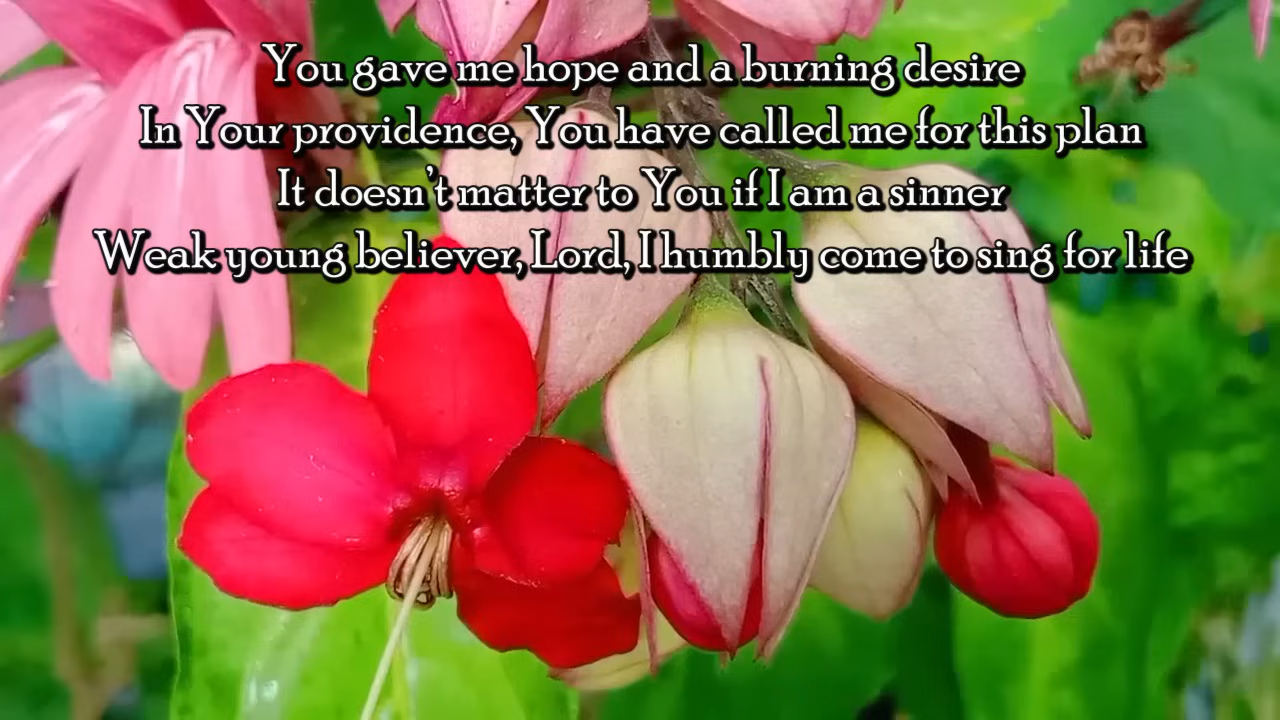 You gave me hope and a burning desire
In Your providence, You have called me for this plan
It doesn't matter to You if I am a sinner
Weak young believer, Lord, I humbly come to sing for life